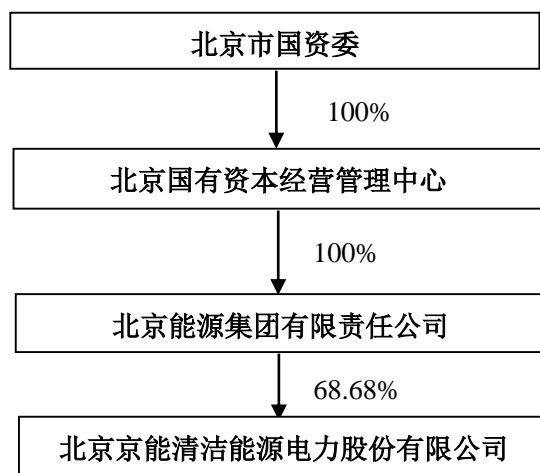 北京市国资委
100%
北京国有资本经营管理中心
100%
北京能源集团有限责任公司
68.68%
北京京能清洁能源电力股份有限公司